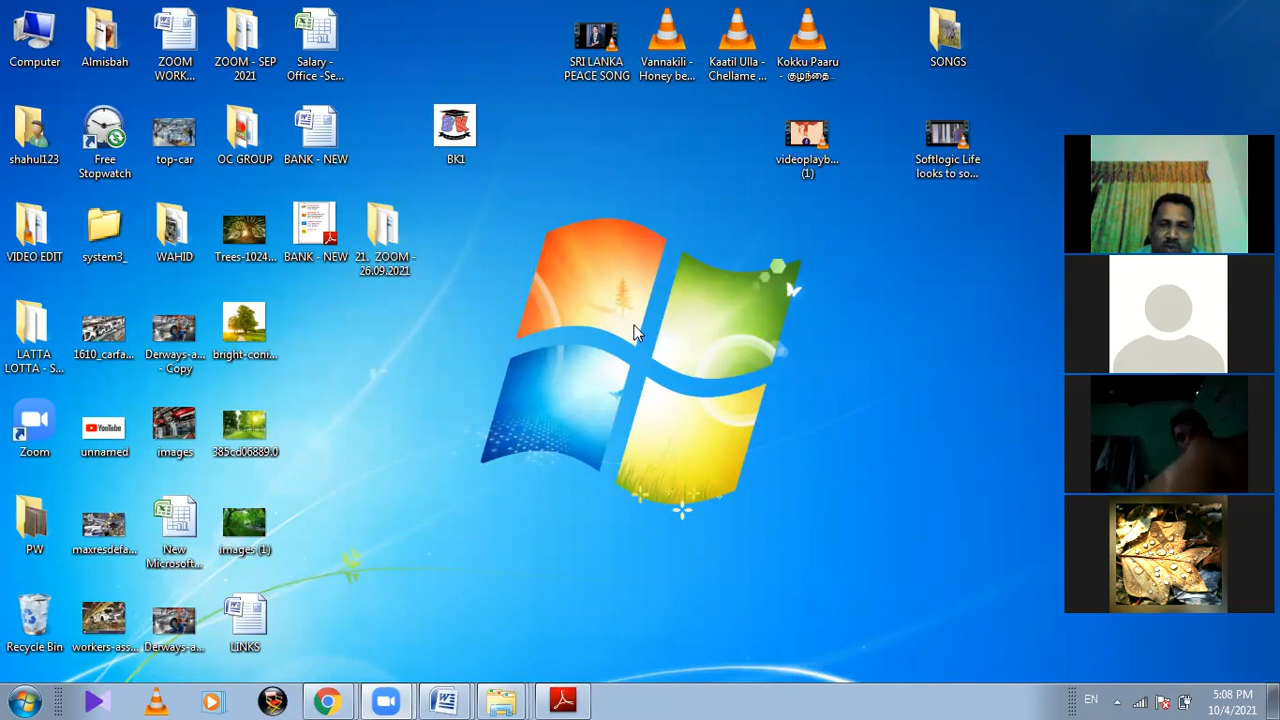 Computer
Almisbah
ZOOM
WORK...
ZOOM - SEP
2021
Salary -
Office -Se...
SRI LANKA
PEACE SONG
Vannakili -
Honey be...
Kaatil Ulla -
Chellame ...
Kokku Paaru
- குழந்தை...
SONGS
shahul123
Free
Stopwatch
top-car
OC GROUP
BANK - NEW
BK1
videoplayb...
(1)
Softlogic Life
looks to so...
VIDEO EDIT
system3_
WAHID
Trees-1024...
BANK - NEW
21. ZOOM -
26.09.2021
LATTA
LOTTA - S...
1610_carfa...
Derways-a...
- Copy
bright-coni...
Zoom
YouTube
unnamed
images
385cd06889.0
PW
maxresdefa...
New
Microsoft...
images (1)
Recycle Bin
workers-ass...
Derways-a...
LINKS
EN
5:08 PM
10/4/2021